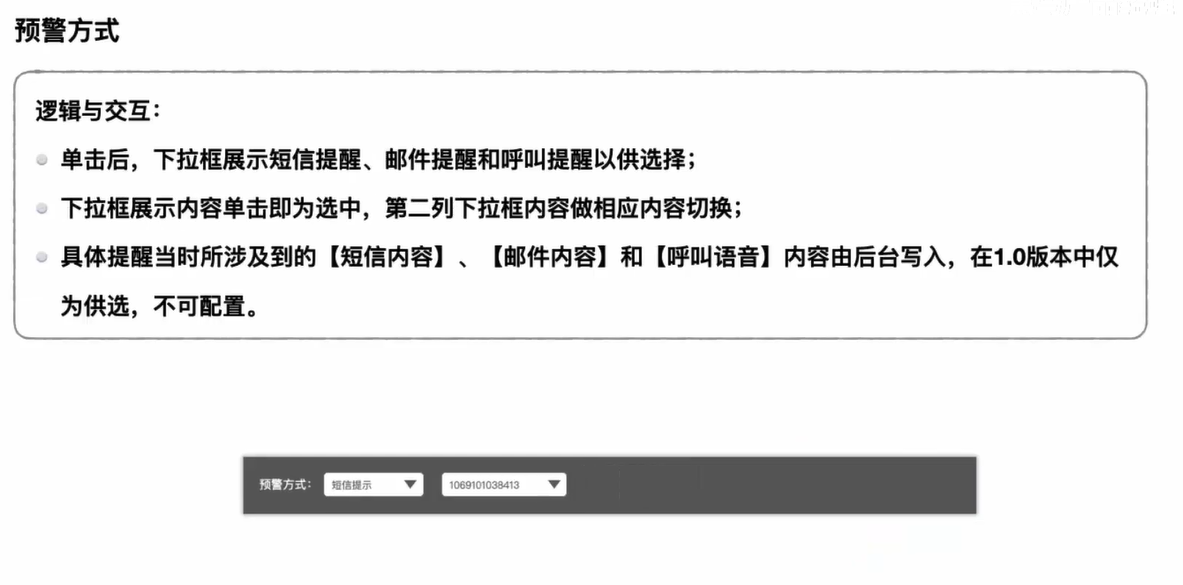 预警方式
逻辑与交互：
单击后，下拉框展示短信提醒、邮件提醒和呼叫提醒以供选择；
下拉框展示内容单击即为选中，第二列下拉框内容做相应内容切换；
具体提醒当时所涉及到的【短信内容】、【邮件内容】和【呼叫语音】内容由后台写入，在1.0版本中仅
为供选，不可配置。
预警方式： 短信提示 1069101038413